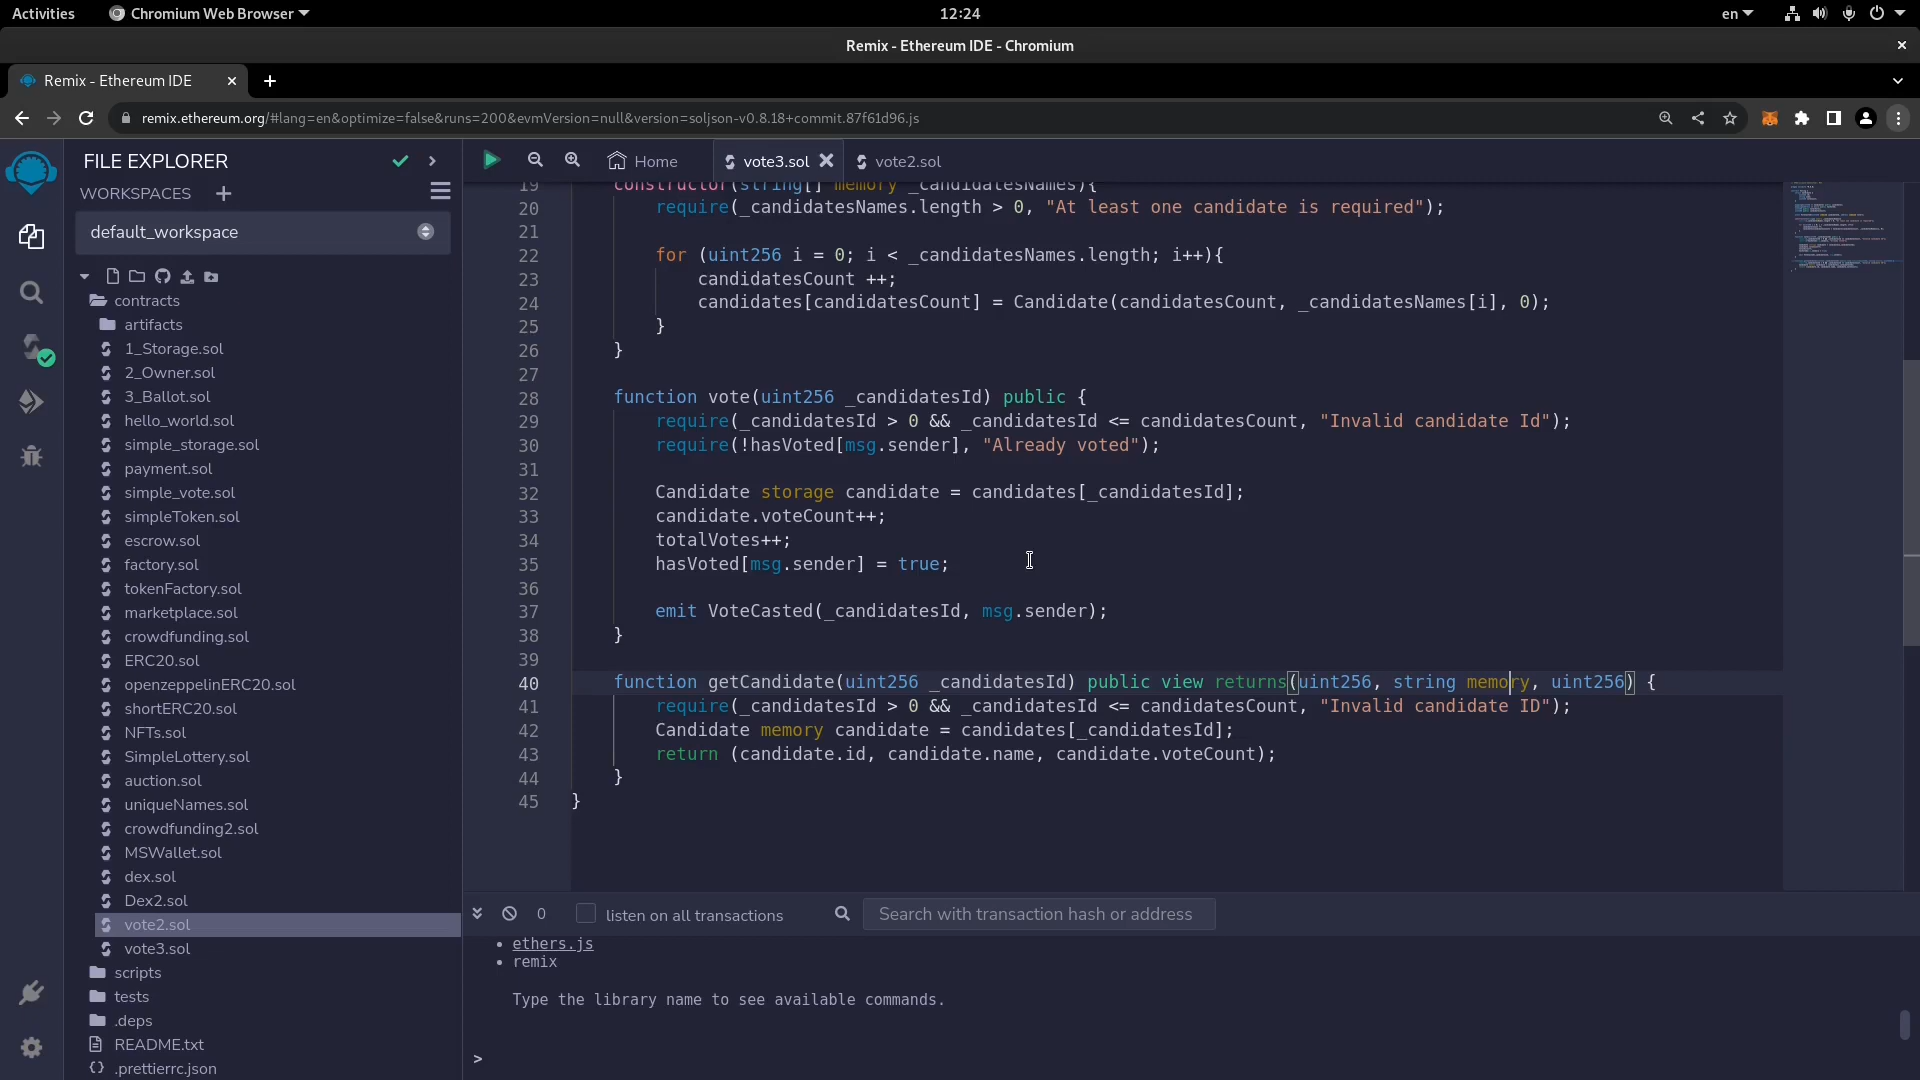 Activities
Chromium Web Browser
12:24
en
Remix - Ethereum IDE - Chromium
Remix - Ethereum IDE
remix.ethereum.org/#lang=en&optimize=false&runs=200&evmVersion=null&version=soljson-v0.8.18+commit.87f61d96.js
FILE EXPLORER
WORKSPACES
default_workspace
contracts
artifacts
1_Storage.sol
2_Owner.sol
3_Ballot.sol
hello_world.sol
simple_storage.sol
payment.sol
simple_vote.sol
simpleToken.sol
escrow.sol
factory.sol
tokenFactory.sol
marketplace.sol
crowdfunding.sol
ERC20.sol
openzeppelinERC20.sol
shortERC20.sol
NFTs.sol
SimpleLottery.sol
auction.sol
uniqueNames.sol
crowdfunding2.sol
MSWallet.sol
dex.sol
Dex2.sol
vote2.sol
vote3.sol
scripts
tests
.deps
README.txt
.prettierrc.json
Home
vote3.sol
vote2.sol
19 constructor(string[] memory _candidatesNames){
20 require(_candidatesNames.length > 0, "At least one candidate is required");
21
22 for (uint256 i = 0; i < _candidatesNames.length; i++){
23 candidatesCount ++;
24 candidates[candidatesCount] = Candidate(candidatesCount, _candidatesNames[i], 0);
25 }
26 }
27
28 function vote(uint256 _candidatesId) public {
29 require(_candidatesId > 0 && _candidatesId <= candidatesCount, "Invalid candidate Id");
30 require(!hasVoted[msg.sender], "Already voted");
31
32 Candidate storage candidate = candidates[_candidatesId];
33 candidate.voteCount++;
34 totalVotes++;
35 hasVoted[msg.sender] = true;
36
37 emit VoteCasted(_candidatesId, msg.sender);
38 }
39
40 function getCandidate(uint256 _candidatesId) public view returns(uint256, string memory, uint256) {
41 require(_candidatesId > 0 && _candidatesId <= candidatesCount, "Invalid candidate ID");
42 Candidate memory candidate = candidates[_candidatesId];
43 return (candidate.id, candidate.name, candidate.voteCount);
44 }
45 }
0
listen on all transactions
Search with transaction hash or address
• ethers.js
• remix
Type the library name to see available commands.
>